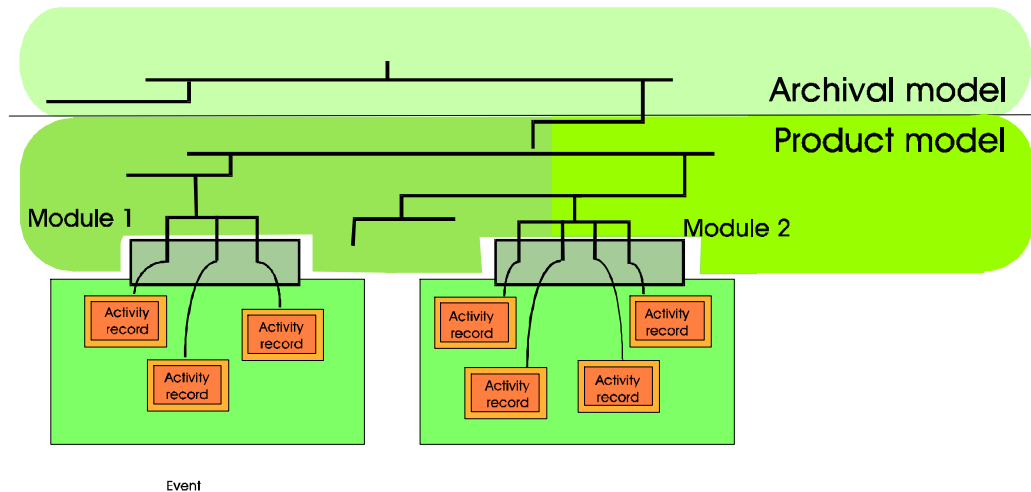 Archival model
Product model
Module 1
Module 2
Activity
record
Activity
record
Activity
record
Activity
record
Activity
record
Activity
record
Activity
record
Event